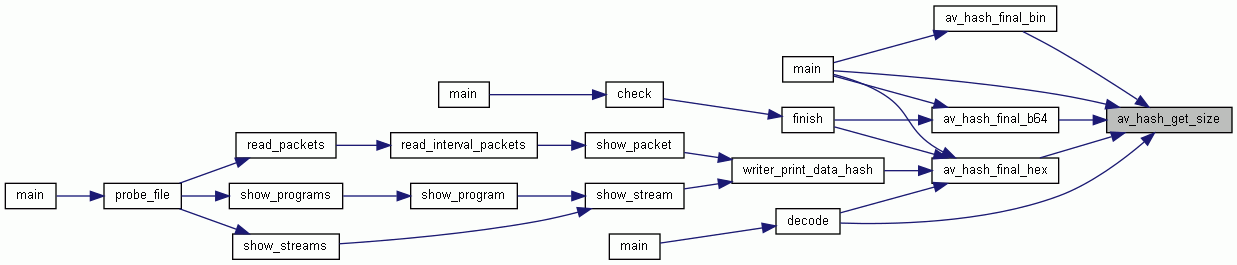 av_hash_final_bin
main
main
check
finish
av_hash_final_b64
av_hash_get_size
read_packets
read_interval_packets
show_packet
writer_print_data_hash
av_hash_final_hex
main
probe_file
show_programs
show_program
show_stream
decode
show_streams
main